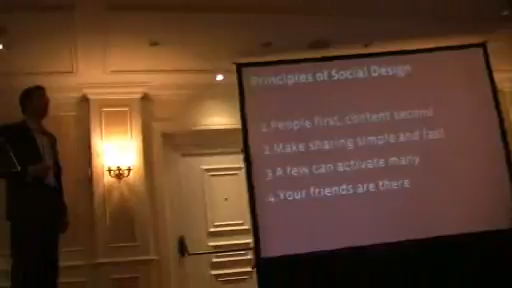 Principles of Social Design
1.People first, content second
2.Make sharing simple and fast
3.A few can activate many
4.Your friends are there